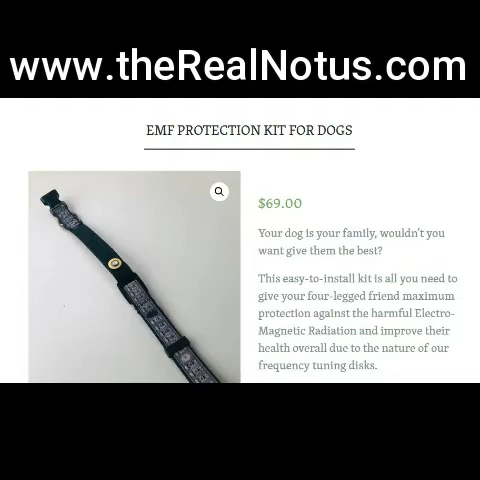 www.theRealNotus.com
EMF PROTECTION KIT FOR DOGS
$69.00
Your dog is your family, wouldn't you
want give them the best?
This easy-to-install kit is all you need to
give your four-legged friend maximum
protection against the harmful Electro-
Magnetic Radiation and improve their
health overall due to the nature of our
frequency tuning disks.